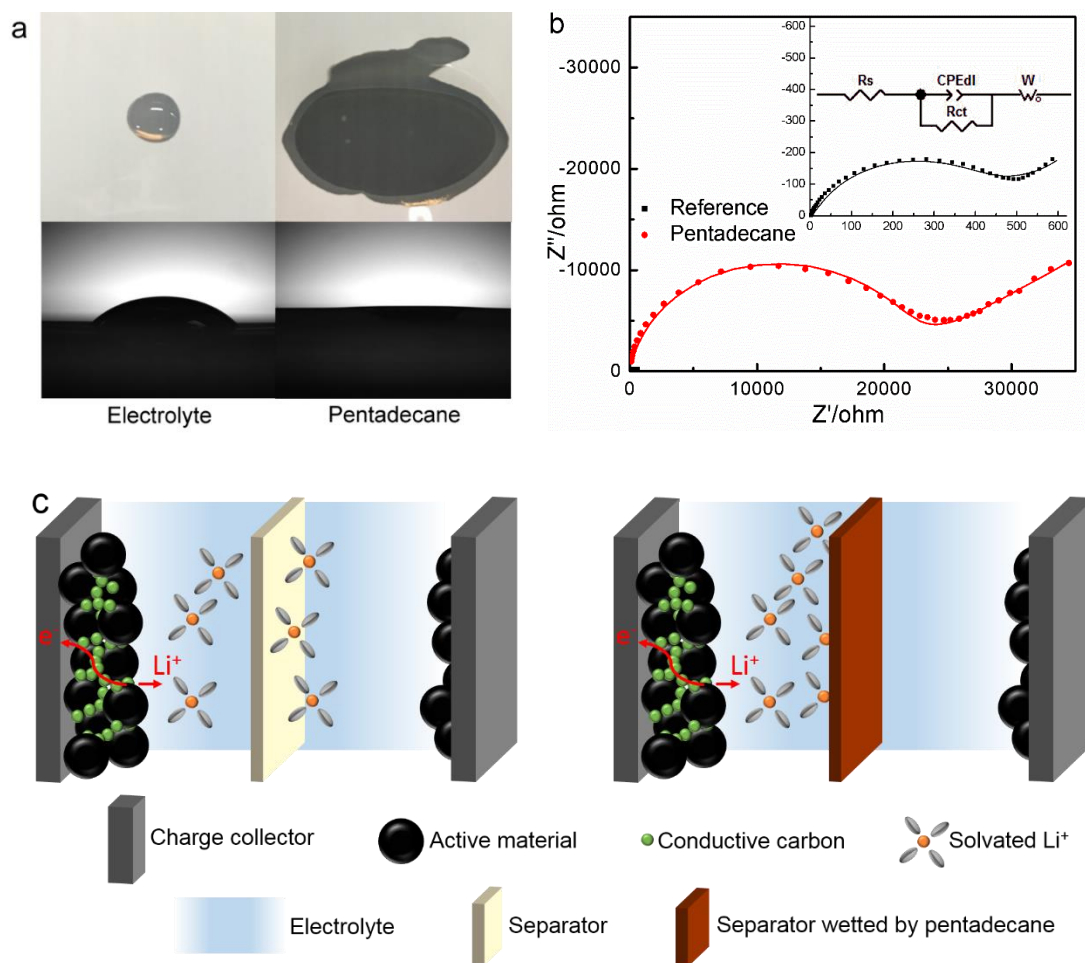 a
Electrolyte
Pentadecane
b
-30000
-20000
-10000
0
0
10000
20000
30000
Z''/ohm
Z'/ohm
Reference
Pentadecane
-600
-500
-400
-300
-200
-100
0
0 100 200 300 400 500 600
Rs
CPEdl
W
Rct
o
c
e⁻
Li⁺
e⁻
Li⁺
Charge collector
Active material
Conductive carbon
Solvated Li⁺
Electrolyte
Separator
Separator wetted by pentadecane